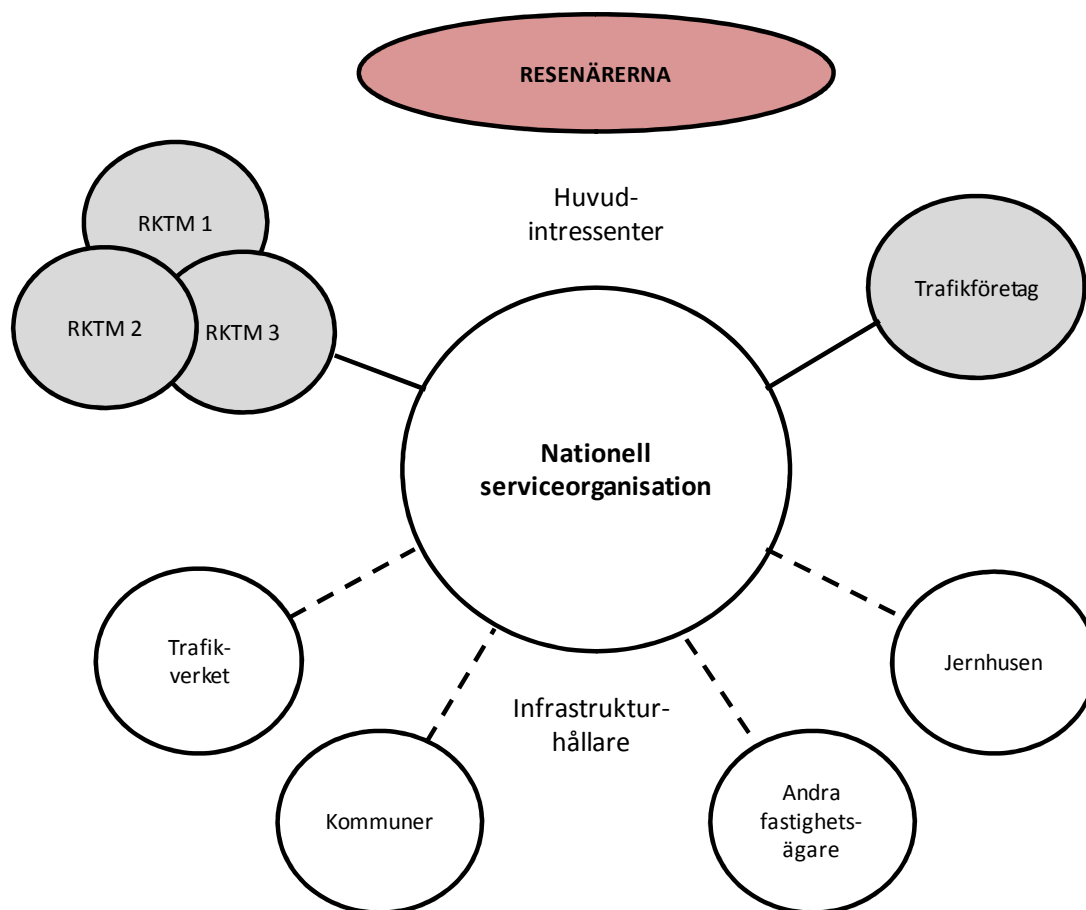 RESENÄRERNA
Huvud-
intressenter
RKTM 1
RKTM 2
RKTM 3
Trafikföretag
Nationell
serviceorganisation
Trafik-
verket
Jernhusen
Infrastruktur-
hållare
Kommuner
Andra
fastighets-
ägare